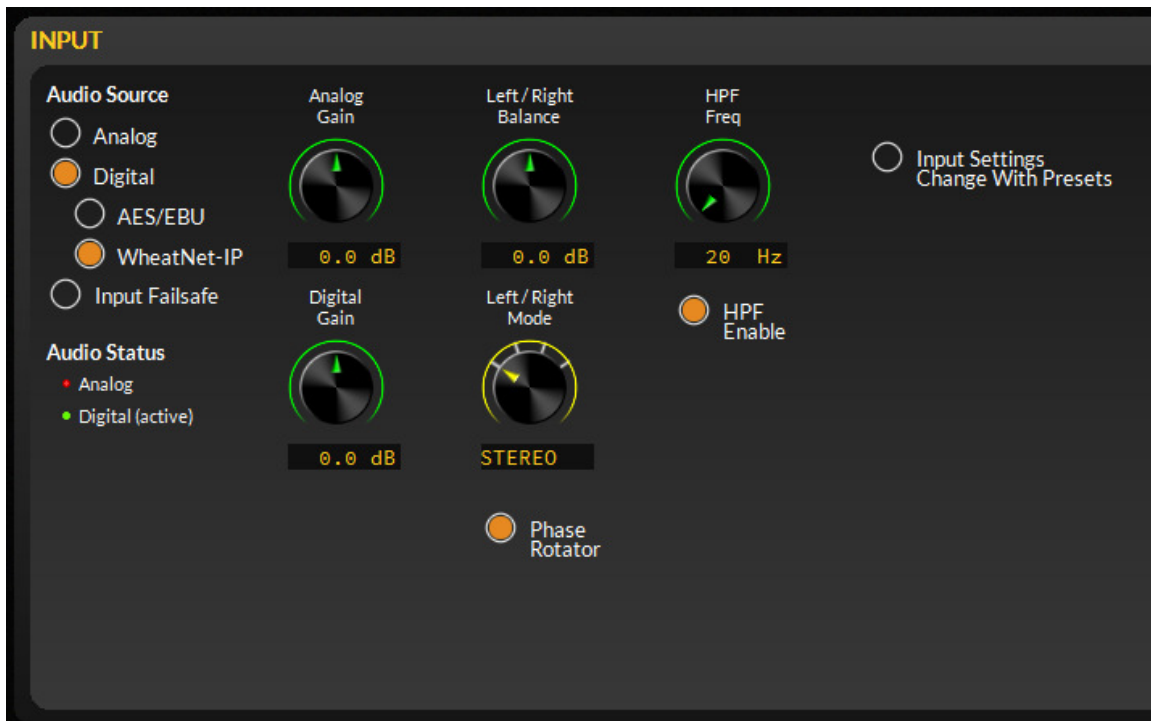 INPUT
Audio Source
Analog
Digital
AES/EBU
WheatNet-IP
Input Failsafe
Audio Status
Analog
Digital (active)
Analog
Gain
0.0 dB
Digital
Gain
0.0 dB
Left/Right
Balance
0.0 dB
Left/Right
Mode
STEREO
Phase
Rotator
HPF
Freq
20 Hz
HPF
Enable
Input Settings
Change With Presets